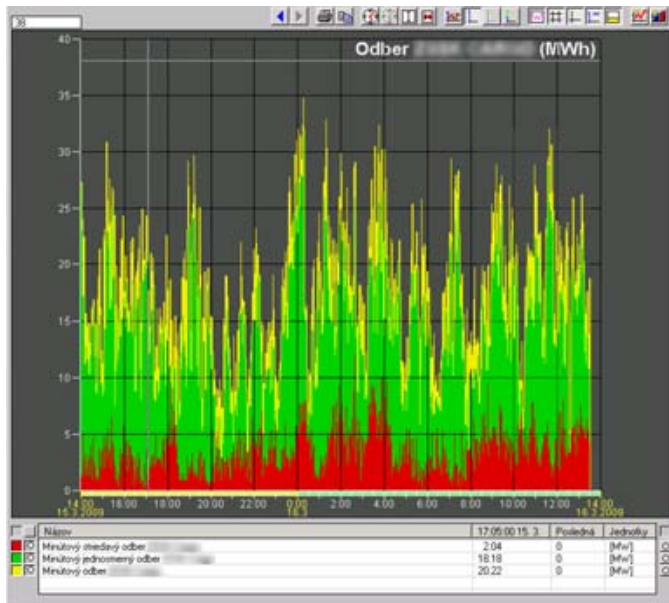 38
Odber (MWh)
40
35
30
25
20
15
10
5
0
14:00 16:00 18:00 20:00 22:00 0:00 2:00 4:00 6:00 8:00 10:00 12:00 14:00
15.3.2009 16.3 16.3.2009
Názov 17:05:00 15. 3. Posledná Jednotky
Minútový striedavý odber 2.04 0 [MW]
Minútový jednosmerný odber 18.18 0 [MW]
Minútový odber 20.22 0 [MW]